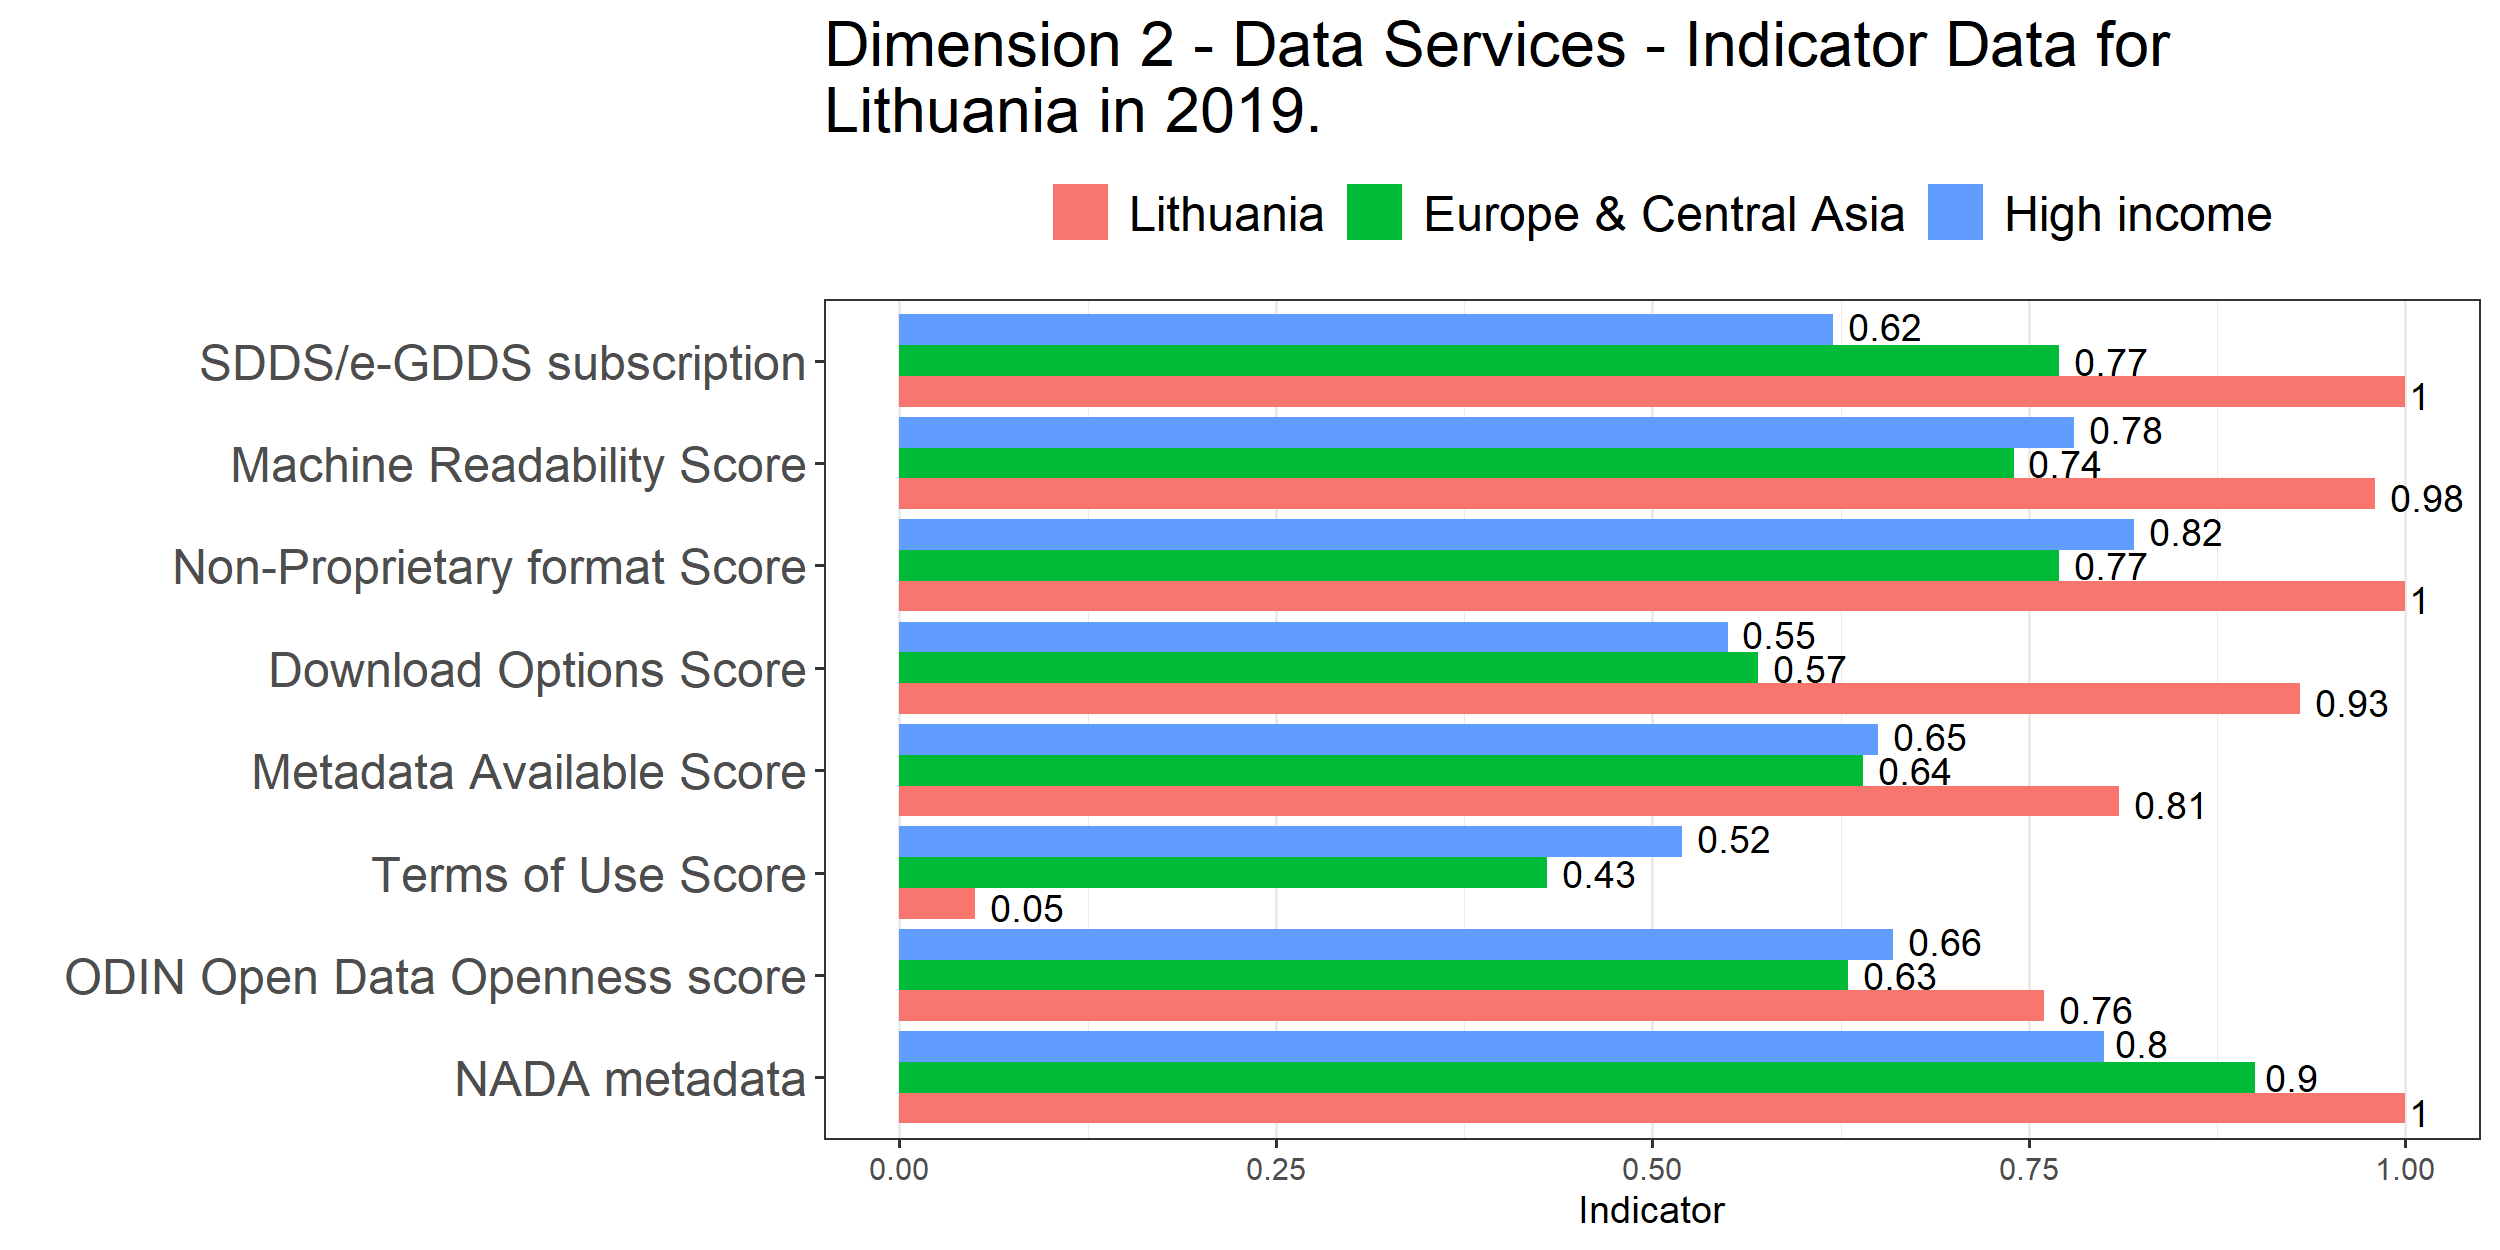 Dimension 2 - Data Services - Indicator Data for
Lithuania in 2019.
Lithuania Europe & Central Asia High income
SDDS/e-GDDS subscription
0.62
0.77
1
Machine Readability Score
0.78
0.74
0.98
Non-Proprietary format Score
0.82
0.77
1
Download Options Score
0.55
0.57
0.93
Metadata Available Score
0.65
0.64
0.81
Terms of Use Score
0.52
0.43
0.05
ODIN Open Data Openness score
0.66
0.63
0.76
NADA metadata
0.8
0.9
1
0.00 0.25 0.50 0.75 1.00
Indicator